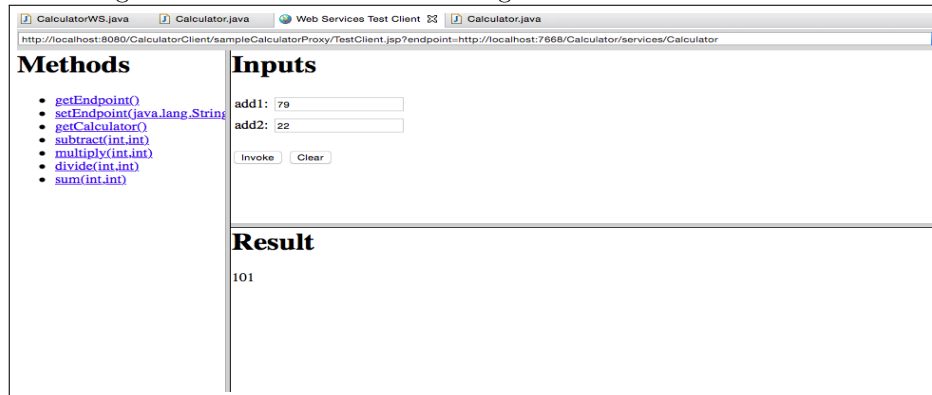 CalculatorWS.java Calculator.java Web Services Test Client Calculator.java
http://localhost:8080/CalculatorClient/sampleCalculatorProxy/TestClient.jsp?endpoint=http://localhost:7668/Calculator/services/Calculator
Methods
getEndpoint()
setEndpoint(java.lang.String
getCalculator()
subtract(int,int)
multiply(int,int)
divide(int,int)
sum(int,int)
Inputs
add1: 79
add2: 22
Invoke Clear
Result
101